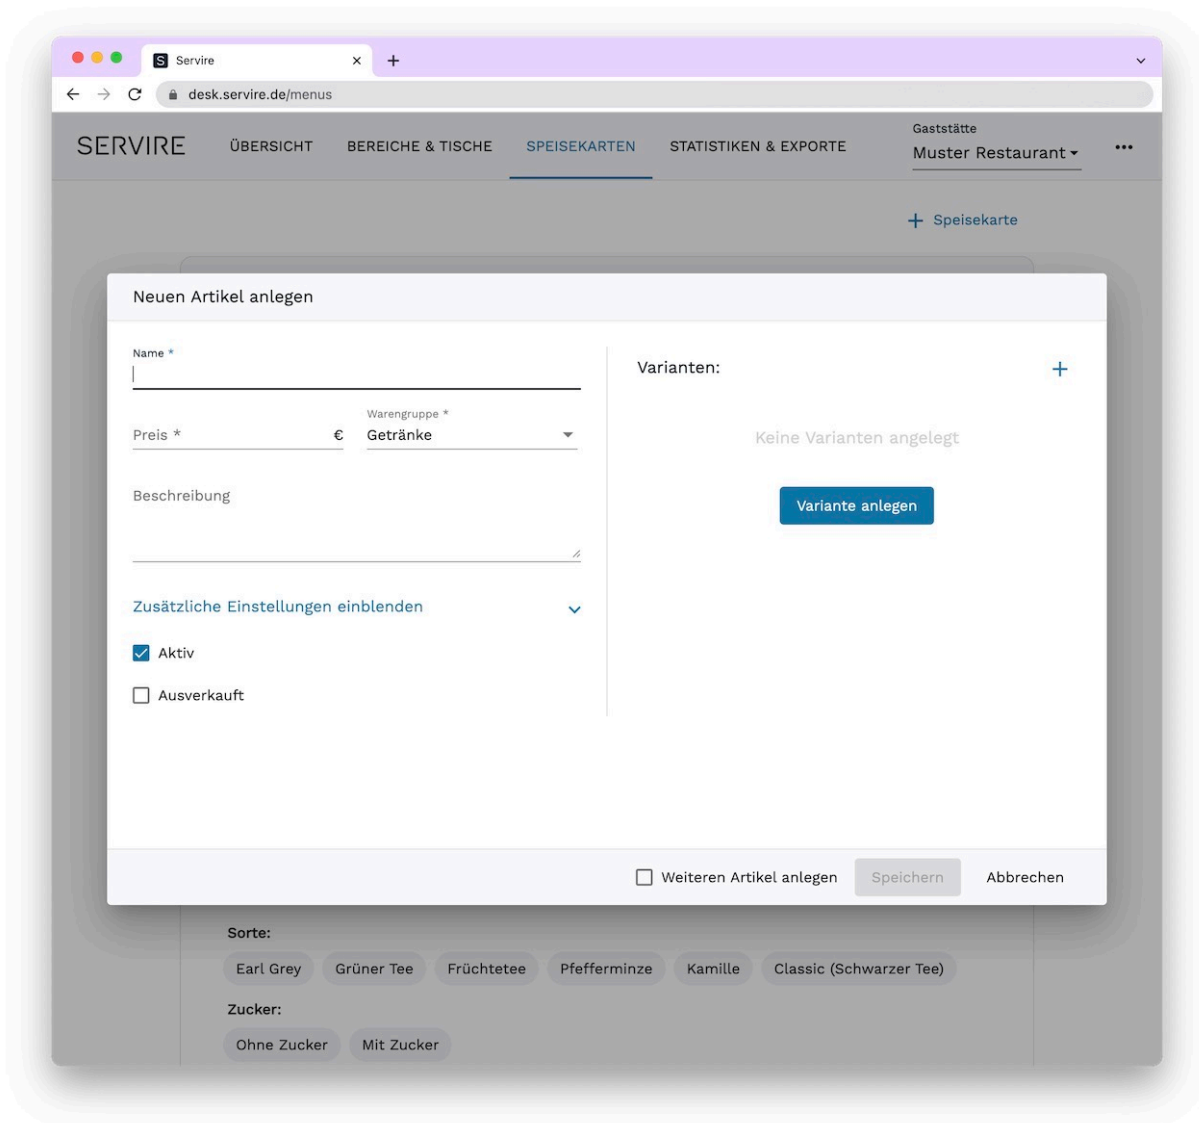 S Servire
desk.servire.de/menus
SERVIRE ÜBERSICHT BEREICHE & TISCHE SPEISEKARTEN STATISTIKEN & EXPORTE
Gaststätte
Muster Restaurant
+ Speisekarte
Neuen Artikel anlegen
Name *
Preis * €
Warengruppe *
Getränke
Beschreibung
Zusätzliche Einstellungen einblenden
Aktiv
Ausverkauft
Varianten: +
Keine Varianten angelegt
Variante anlegen
Weiteren Artikel anlegen Speichern Abbrechen
Sorte:
Earl Grey Grüner Tee Früchtetee Pfefferminze Kamille Classic (Schwarzer Tee)
Zucker:
Ohne Zucker Mit Zucker